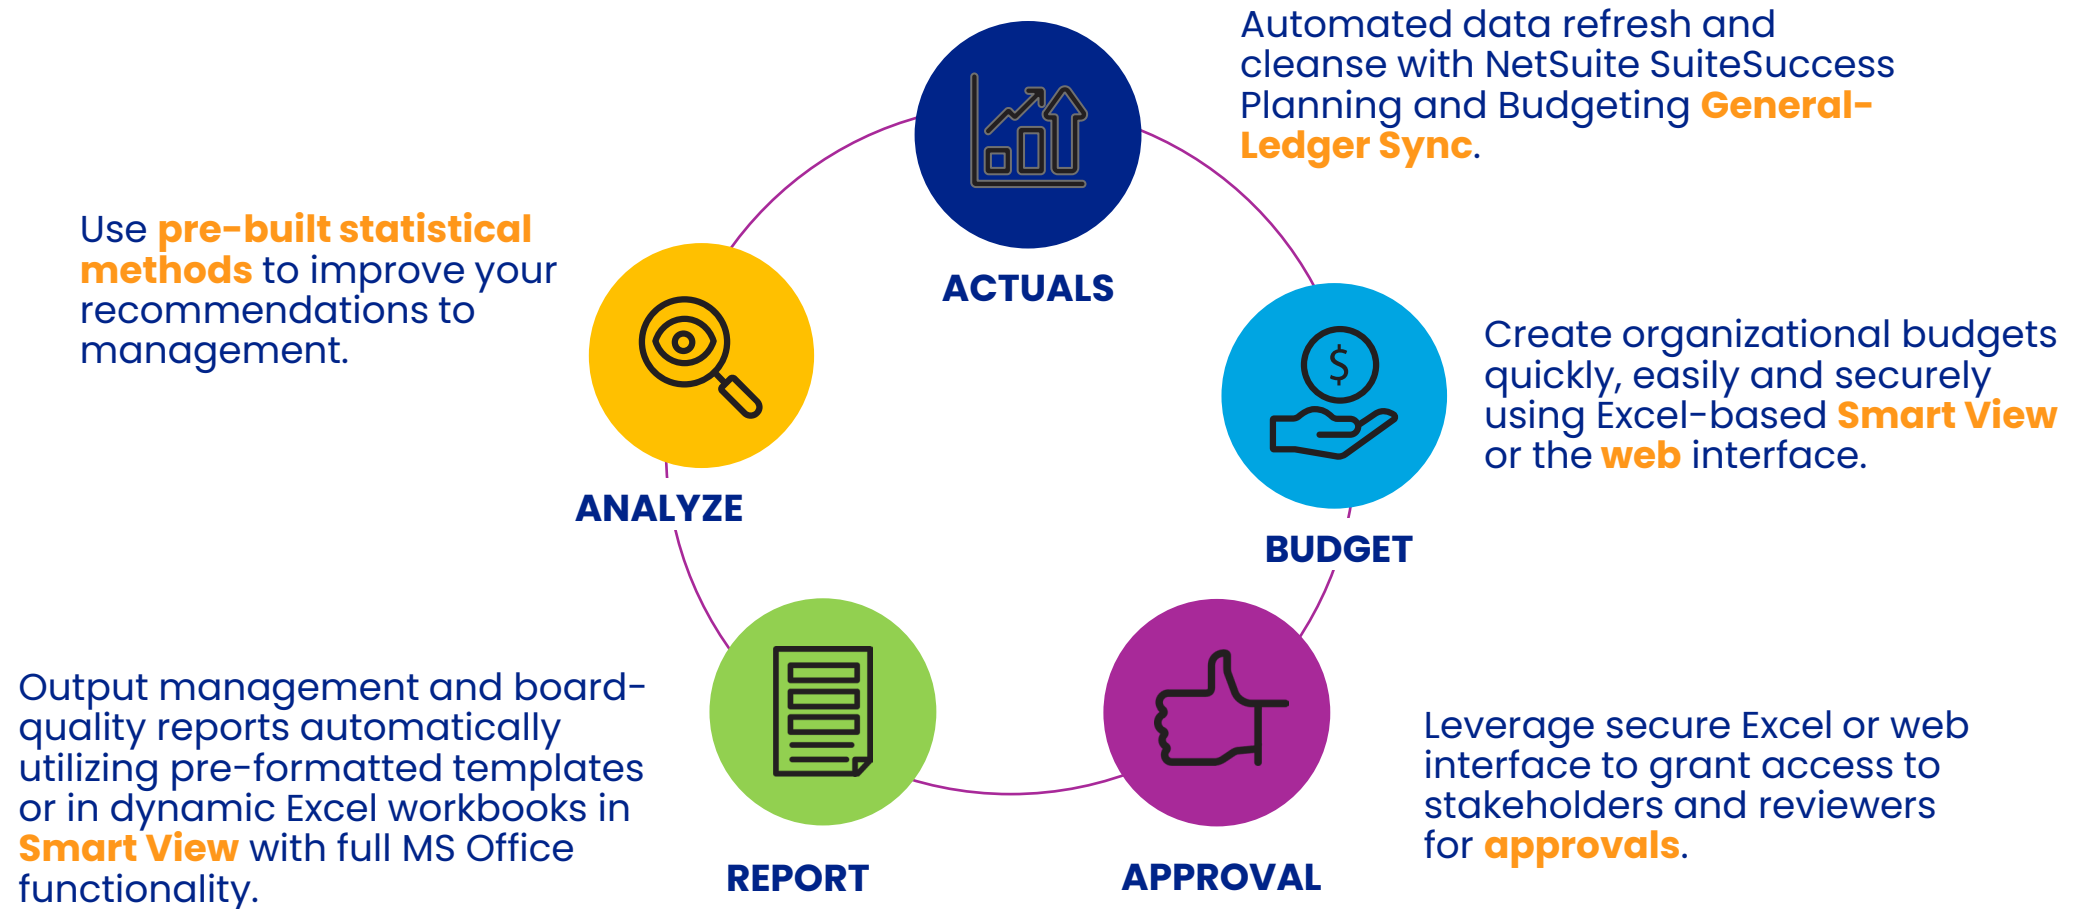 Automated data refresh and
cleanse with NetSuite SuiteSuccess
Planning and Budgeting General-
Ledger Sync.
ACTUALS
Create organizational budgets
quickly, easily and securely
using Excel-based Smart View
or the web interface.
$
BUDGET
Leverage secure Excel or web
interface to grant access to
stakeholders and reviewers
for approvals.
APPROVAL
Output management and board-
quality reports automatically
utilizing pre-formatted templates
or in dynamic Excel workbooks in
Smart View with full MS Office
functionality.
REPORT
Use pre-built statistical
methods to improve your
recommendations to
management.
ANALYZE